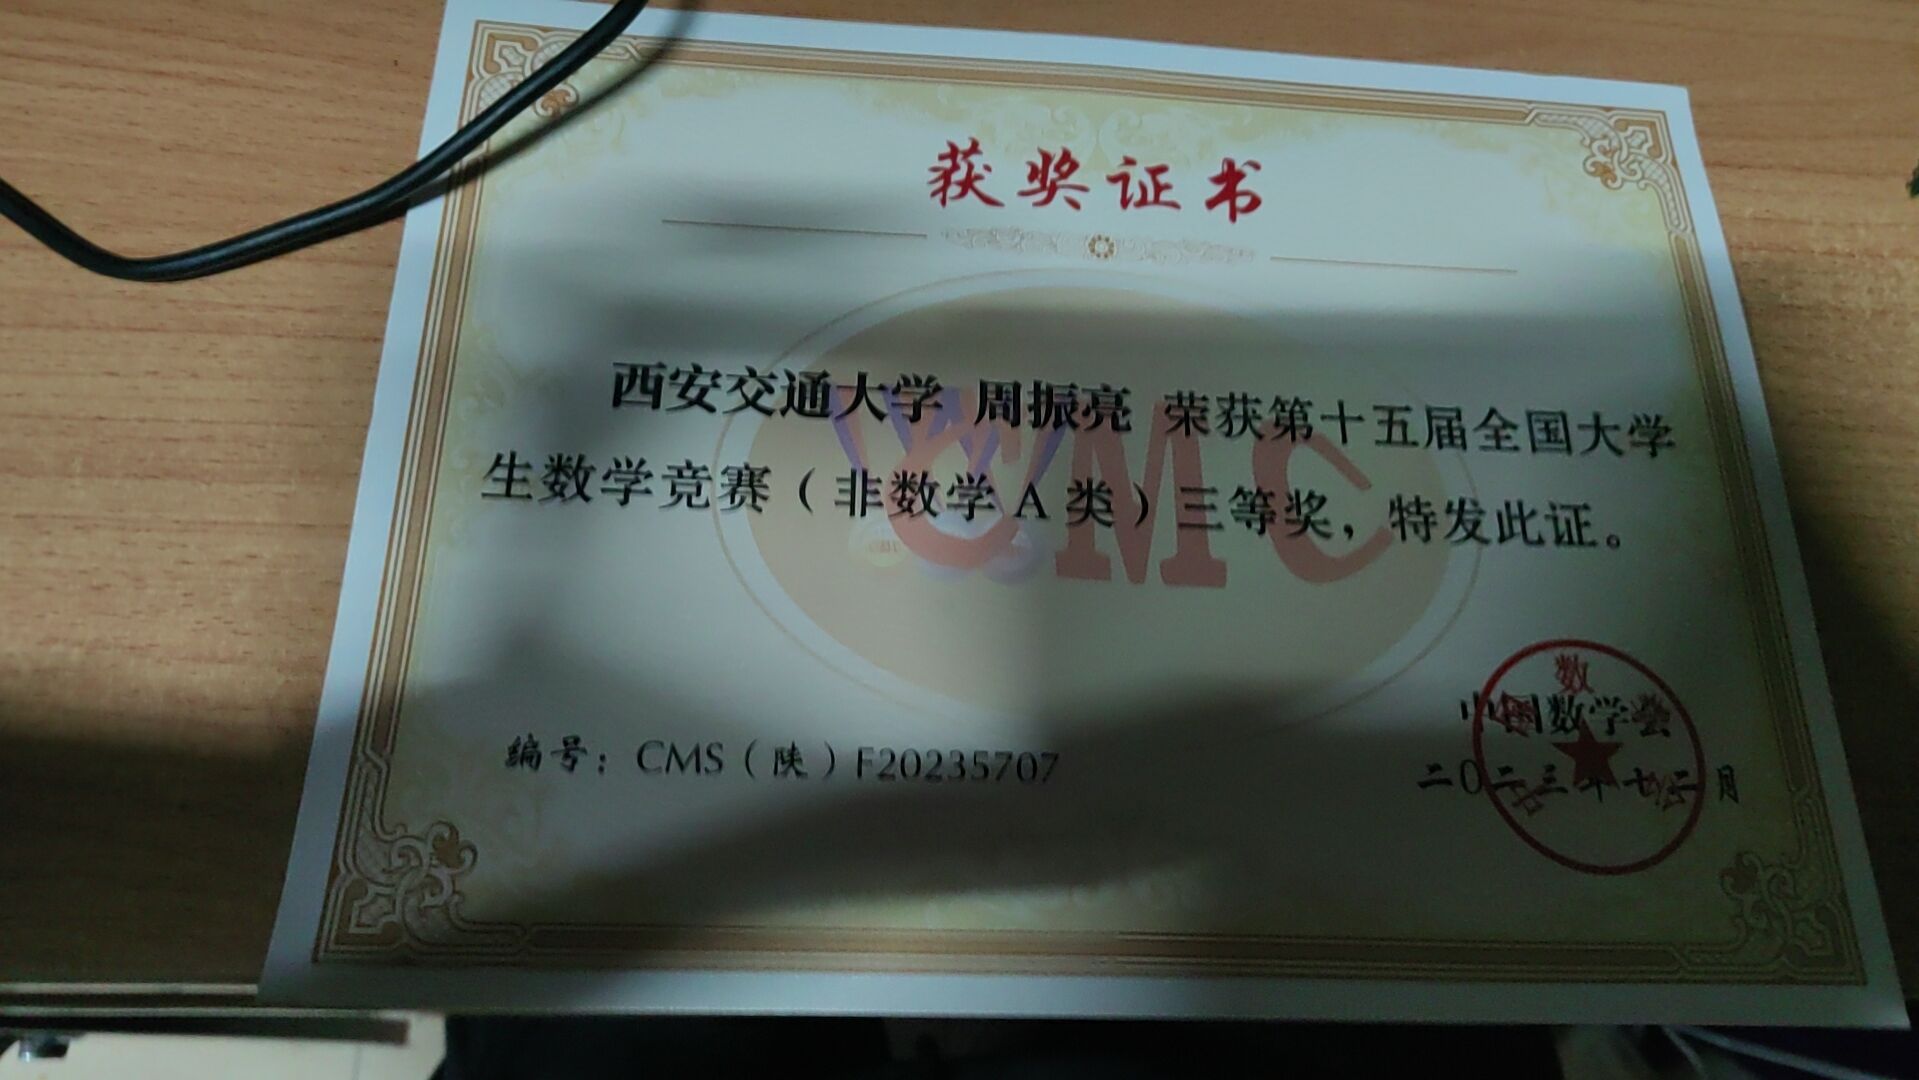 获奖证书
西安交通大学 周振亮 荣获第十五届全国大学
生数学竞赛（非数学A类）三等奖，特发此证。
CMC
中国数学会
编号：CMS（陕）F20235707
二〇二三年十二月